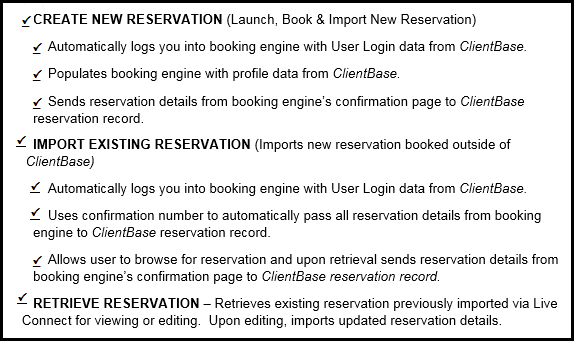 ✓ CREATE NEW RESERVATION (Launch, Book & Import New Reservation)
✓ Automatically logs you into booking engine with User Login data from ClientBase.
✓ Populates booking engine with profile data from ClientBase.
✓ Sends reservation details from booking engine's confirmation page to ClientBase
reservation record.
✓ IMPORT EXISTING RESERVATION (Imports new reservation booked outside of
ClientBase)
✓ Automatically logs you into booking engine with User Login data from ClientBase.
✓ Uses confirmation number to automatically pass all reservation details from booking
engine to ClientBase reservation record.
✓ Allows user to browse for reservation and upon retrieval sends reservation details from
booking engine's confirmation page to ClientBase reservation record.
✓ RETRIEVE RESERVATION – Retrieves existing reservation previously imported via Live
Connect for viewing or editing.  Upon editing, imports updated reservation details.